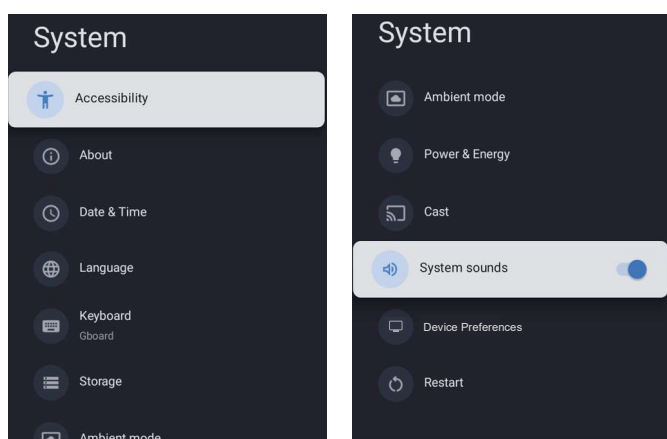 System
Accessibility
About
Date & Time
Language
Keyboard
Gboard
Storage
Ambient mode
System
Ambient mode
Power & Energy
Cast
System sounds
Device Preferences
Restart